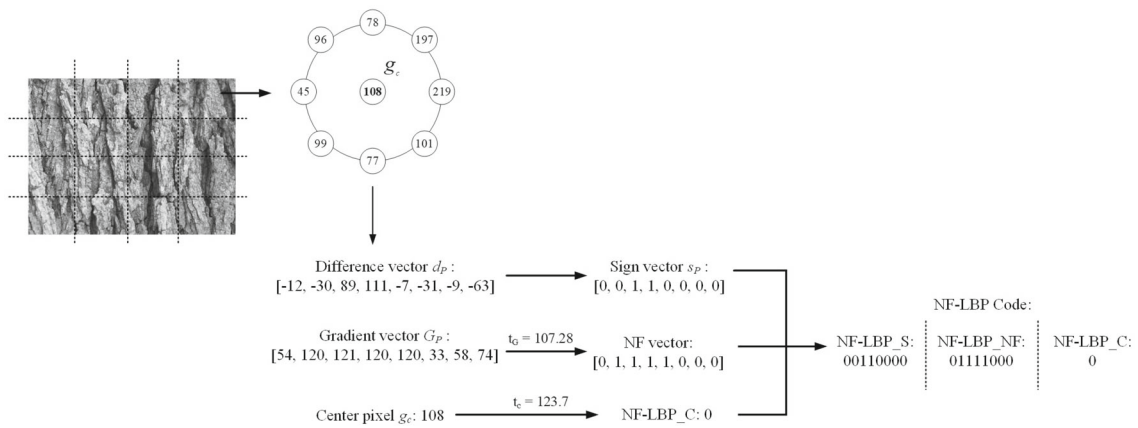 78
96
197
g_c
45
108
219
99
101
77
Difference vector d_P :
[-12, -30, 89, 111, -7, -31, -9, -63]
Sign vector s_P :
[0, 0, 1, 1, 0, 0, 0, 0]
NF-LBP Code:
Gradient vector G_P :
[54, 120, 121, 120, 120, 33, 58, 74]
t_G = 107.28
NF vector:
[0, 1, 1, 1, 1, 0, 0, 0]
NF-LBP_S:
00110000
NF-LBP_NF:
01111000
NF-LBP_C:
0
Center pixel g_c: 108
t_c = 123.7
NF-LBP_C: 0